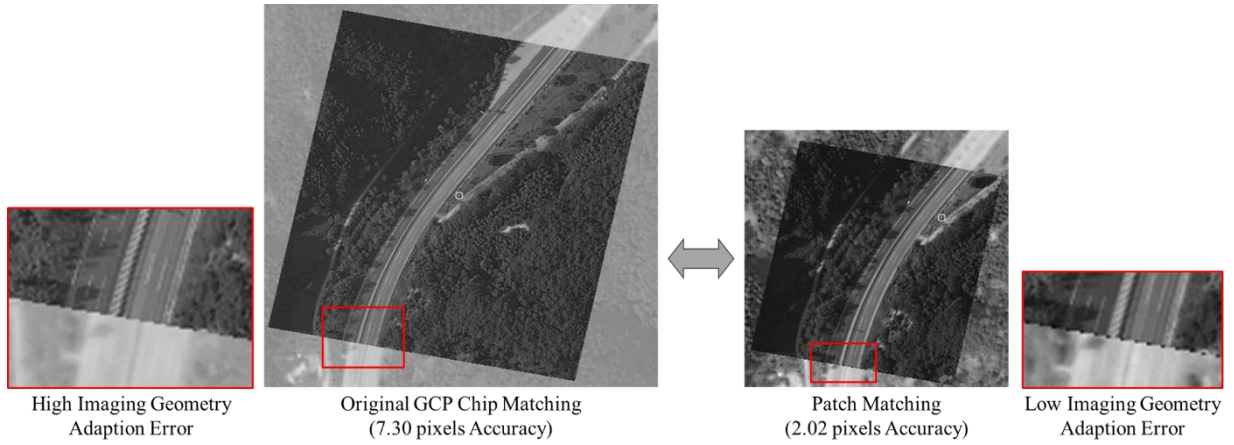 High Imaging Geometry
Adaption Error
Original GCP Chip Matching
(7.30 pixels Accuracy)
Patch Matching
(2.02 pixels Accuracy)
Low Imaging Geometry
Adaption Error